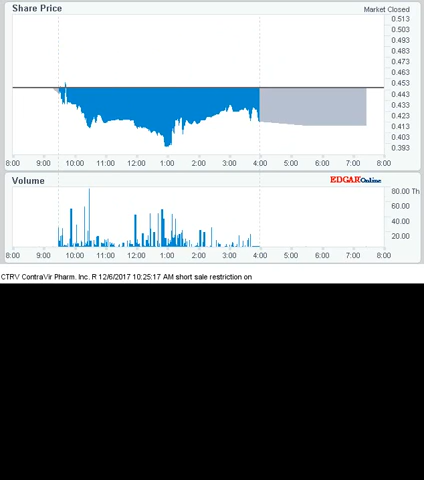 Share Price
Market Closed
0.513
0.503
0.493
0.483
0.473
0.463
0.453
0.443
0.433
0.423
0.413
0.403
0.393
8:00 9:00 10:00 11:00 12:00 1:00 2:00 3:00 4:00 5:00 6:00 7:00 8:00
Volume
EDGAROnline
80.00 Th
60.00
40.00
20.00
8:00 9:00 10:00 11:00 12:00 1:00 2:00 3:00 4:00 5:00 6:00 7:00 8:00
CTRV ContraVir Pharm. Inc. R 12/6/2017 10:25:17 AM short sale restriction on